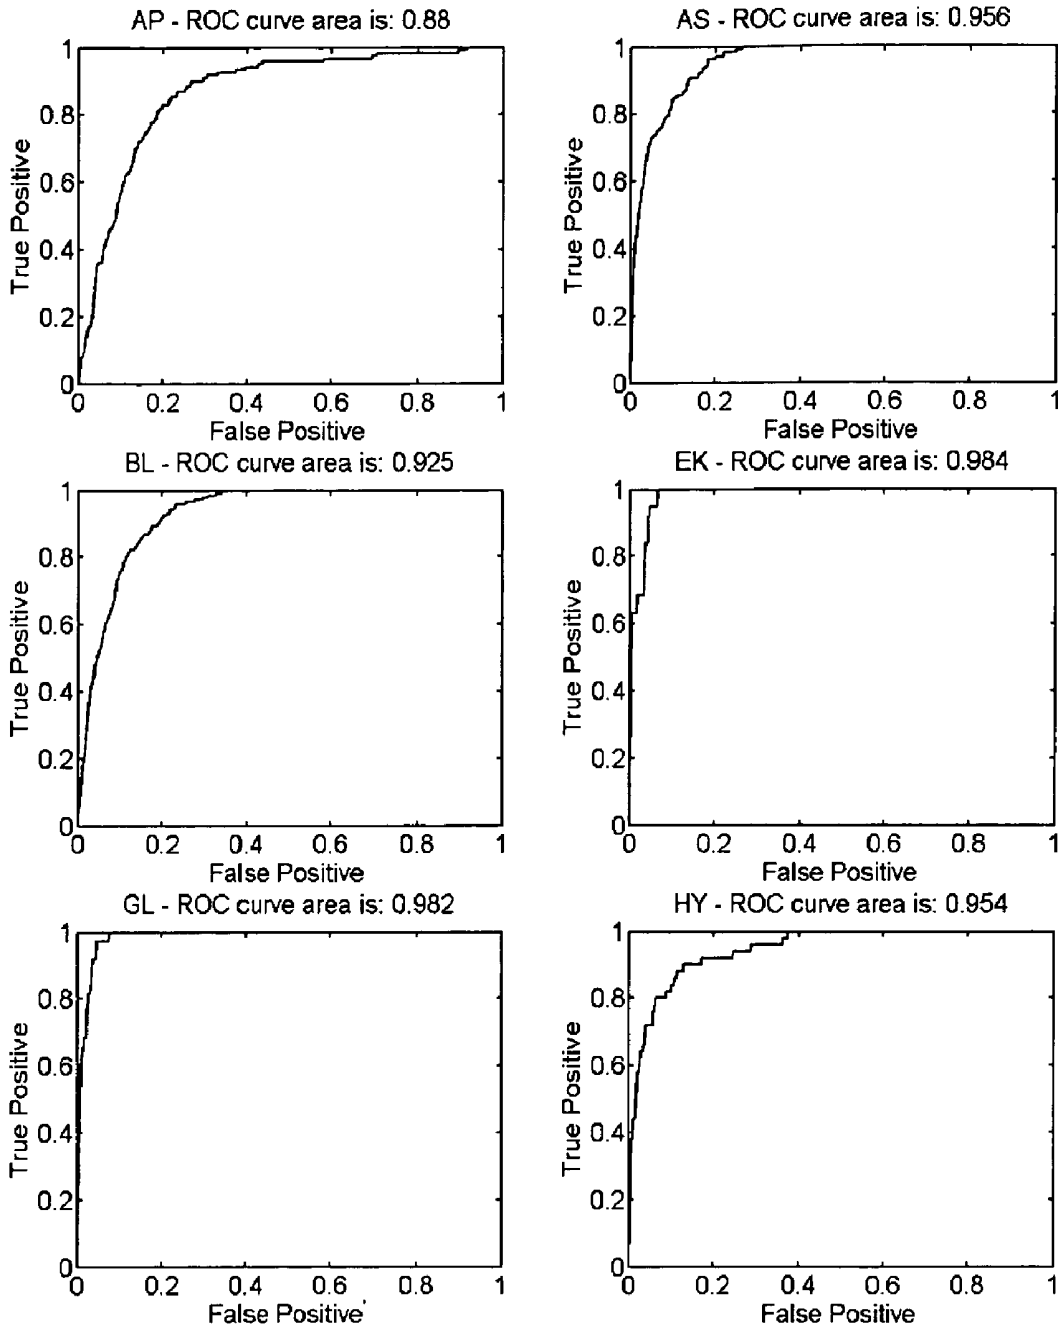 AP - ROC curve area is: 0.88
1
0.8
0.6
0.4
0.2
0
True Positive
0 0.2 0.4 0.6 0.8 1
False Positive
AS - ROC curve area is: 0.956
1
0.8
0.6
0.4
0.2
0
True Positive
0 0.2 0.4 0.6 0.8 1
False Positive
BL - ROC curve area is: 0.925
1
0.8
0.6
0.4
0.2
0
True Positive
0 0.2 0.4 0.6 0.8 1
False Positive
EK - ROC curve area is: 0.984
1
0.8
0.6
0.4
0.2
0
True Positive
0 0.2 0.4 0.6 0.8 1
False Positive
GL - ROC curve area is: 0.982
1
0.8
0.6
0.4
0.2
0
True Positive
0 0.2 0.4 0.6 0.8 1
False Positive
HY - ROC curve area is: 0.954
1
0.8
0.6
0.4
0.2
0
True Positive
0 0.2 0.4 0.6 0.8 1
False Positive